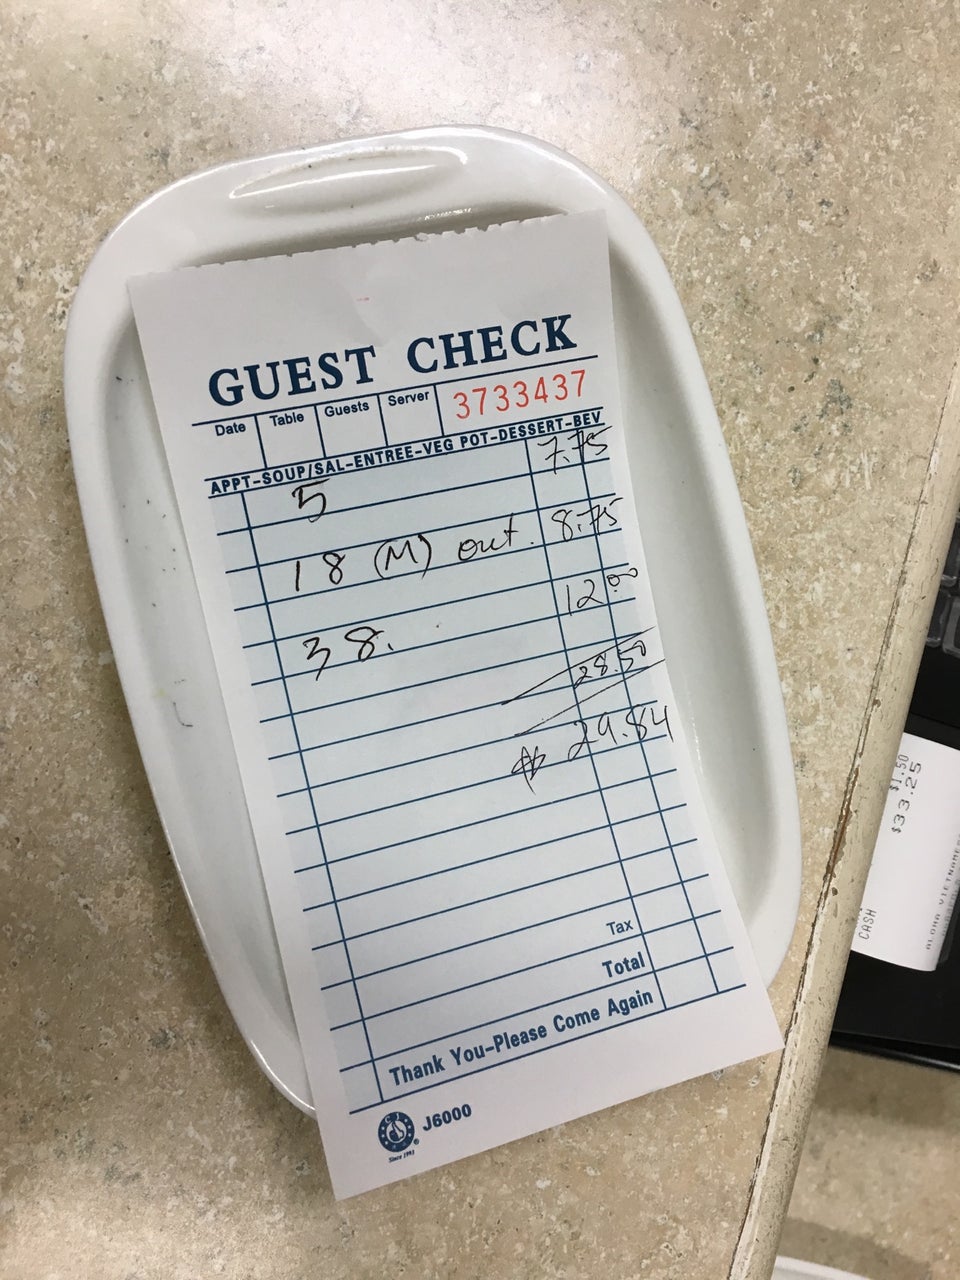 GUEST CHECK
Date Table Guests Server 3733437
APPT-SOUP/SAL-ENTREE-VEG POT-DESSERT-BEV
5 7.75
18 (M) out. 8.75
38. 12.00
28.50
$ 29.84
Tax
Total
Thank You-Please Come Again
J6000
Since 1993
$1.50
$33.25
CASH